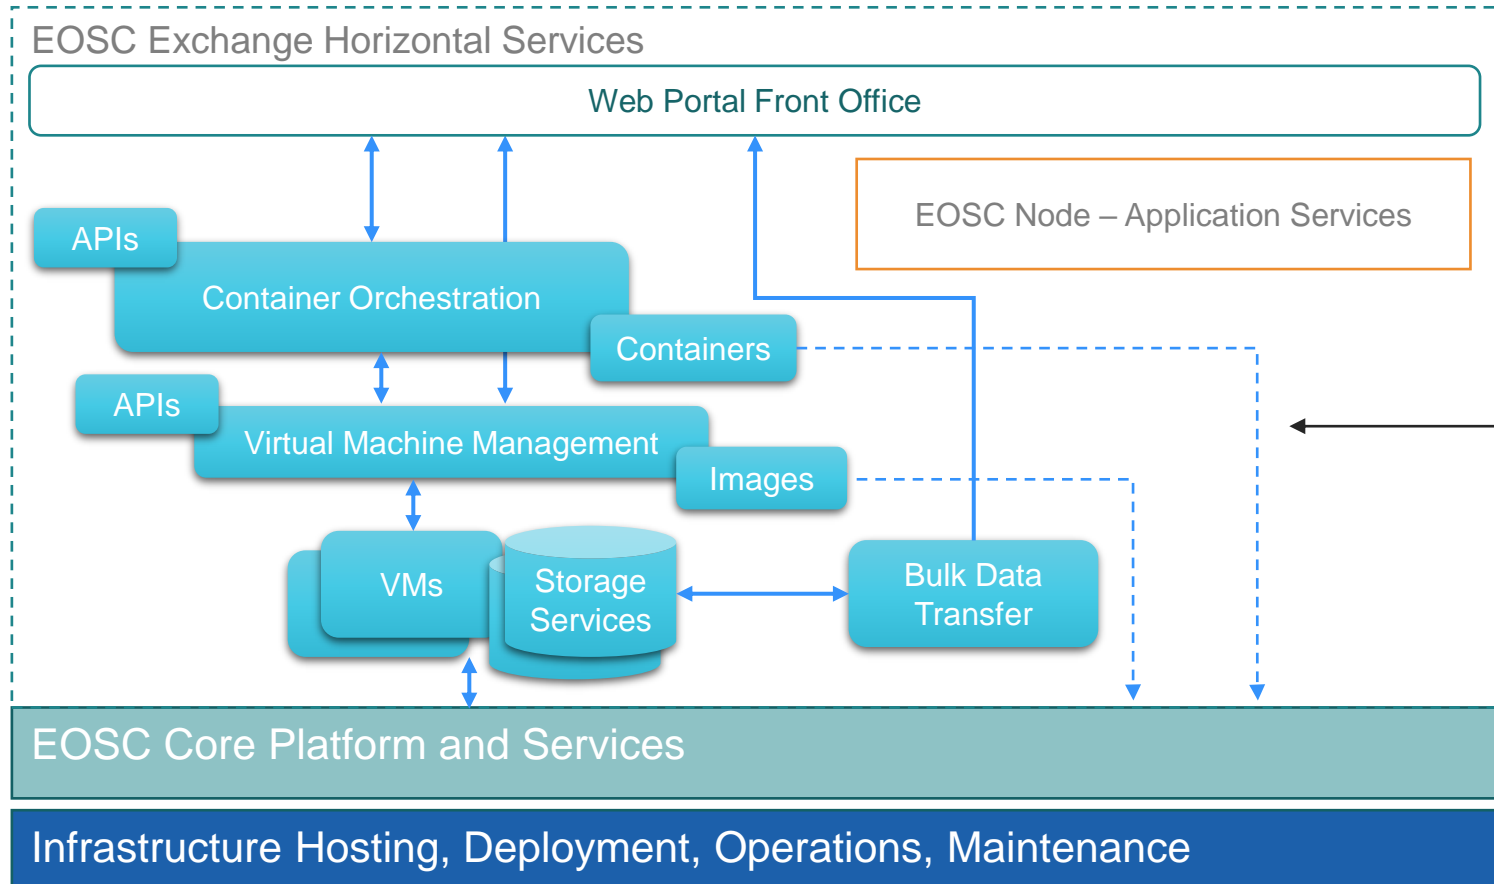 EOSC Exchange Horizontal Services
Web Portal Front Office
EOSC Node – Application Services
APIs
Container Orchestration
Containers
APIs
Virtual Machine Management
Images
VMs
Storage
Services
Bulk Data
Transfer
EOSC Core Platform and Services
Infrastructure Hosting, Deployment, Operations, Maintenance